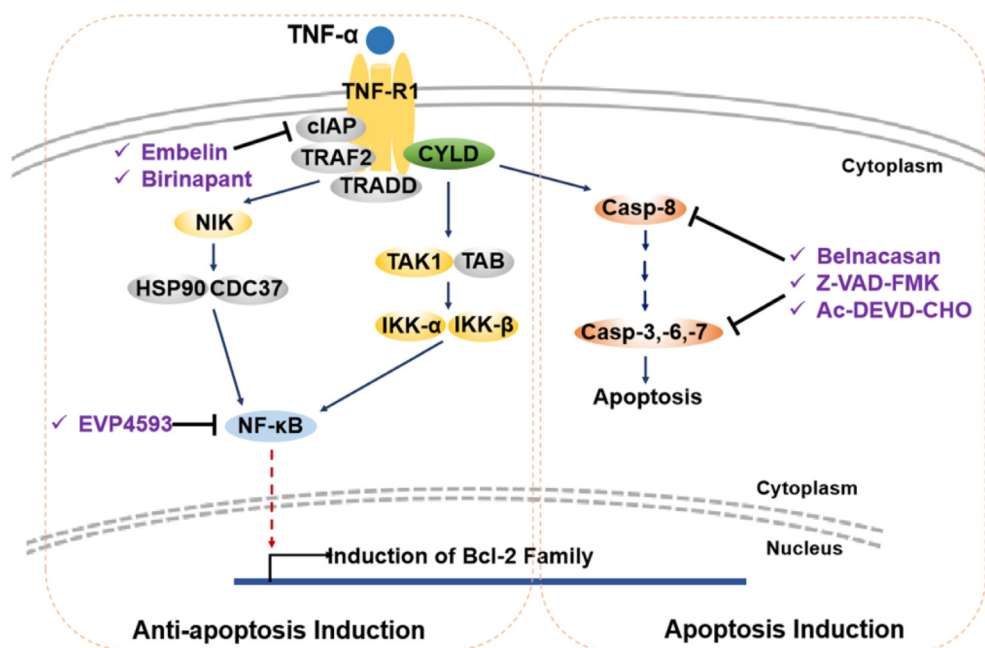 TNF-α
TNF-R1
cIAP
TRAF2
TRADD
CYLD
✓ Embelin
✓ Birinapant
Cytoplasm
NIK
HSP90 CDC37
TAK1 TAB
IKK-α IKK-β
✓ EVP4593
NF-κB
Casp-8
✓ Belnacasan
✓ Z-VAD-FMK
✓ Ac-DEVD-CHO
Casp-3,-6,-7
Apoptosis
Cytoplasm
Nucleus
Induction of Bcl-2 Family
Anti-apoptosis Induction
Apoptosis Induction